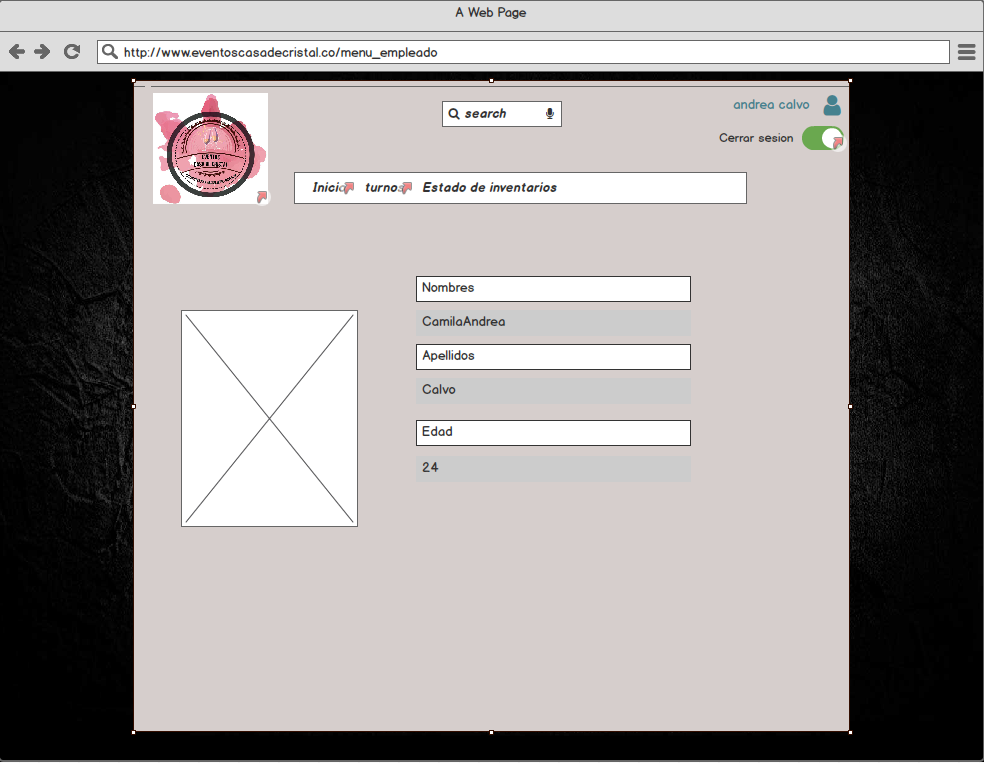 A Web Page
http://www.eventoscasadecristal.co/menu_empleado
search
andrea calvo
Cerrar sesion
Inicio turnos Estado de inventarios
Nombres
CamilaAndrea
Apellidos
Calvo
Edad
24